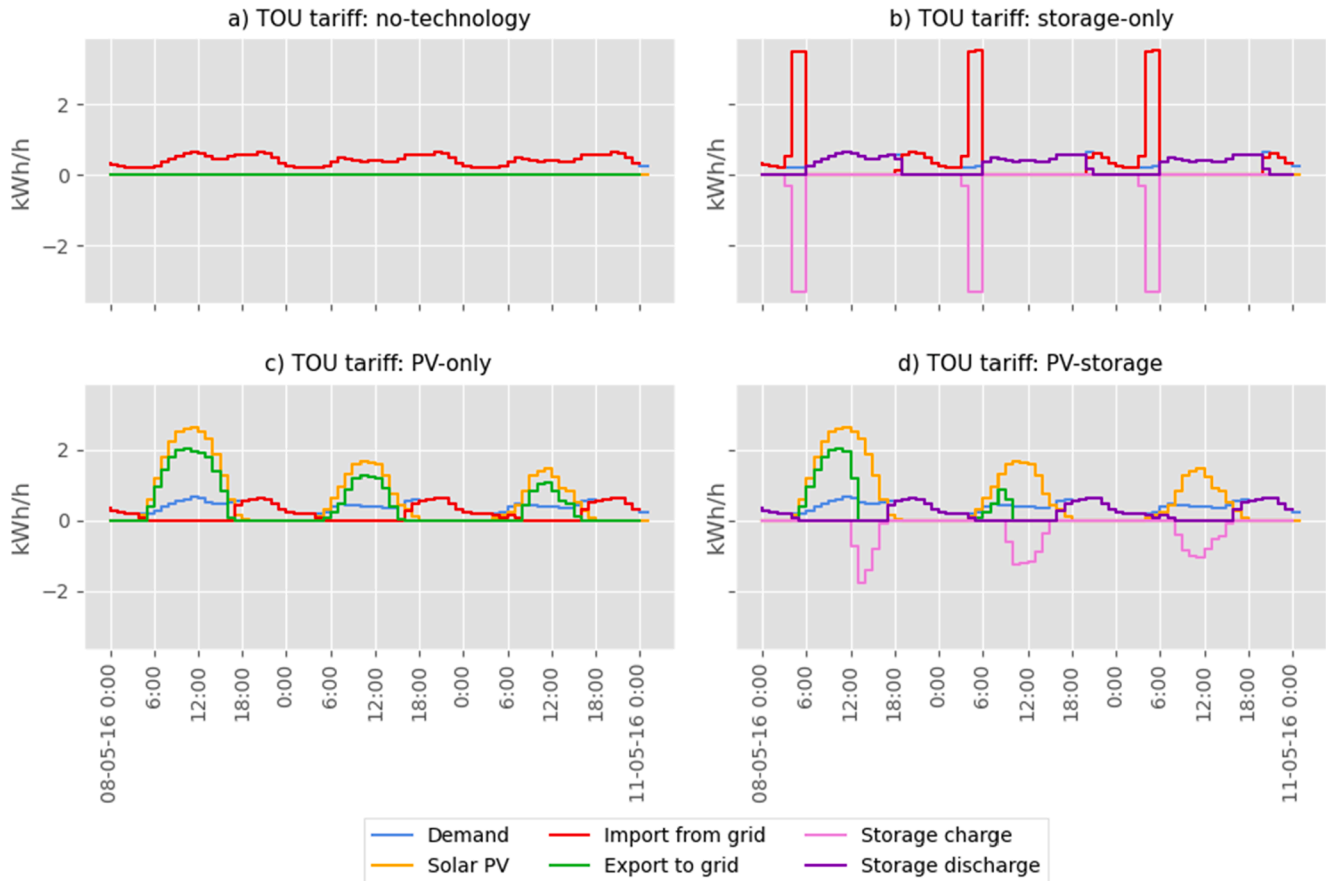 a) TOU tariff: no-technology
b) TOU tariff: storage-only
kWh/h
2
0
−2
kWh/h
c) TOU tariff: PV-only
d) TOU tariff: PV-storage
kWh/h
2
0
−2
kWh/h
08-05-16 0:00
6:00
12:00
18:00
0:00
6:00
12:00
18:00
0:00
6:00
12:00
18:00
11-05-16 0:00
08-05-16 0:00
6:00
12:00
18:00
0:00
6:00
12:00
18:00
0:00
6:00
12:00
18:00
11-05-16 0:00
Demand
Import from grid
Storage charge
Solar PV
Export to grid
Storage discharge